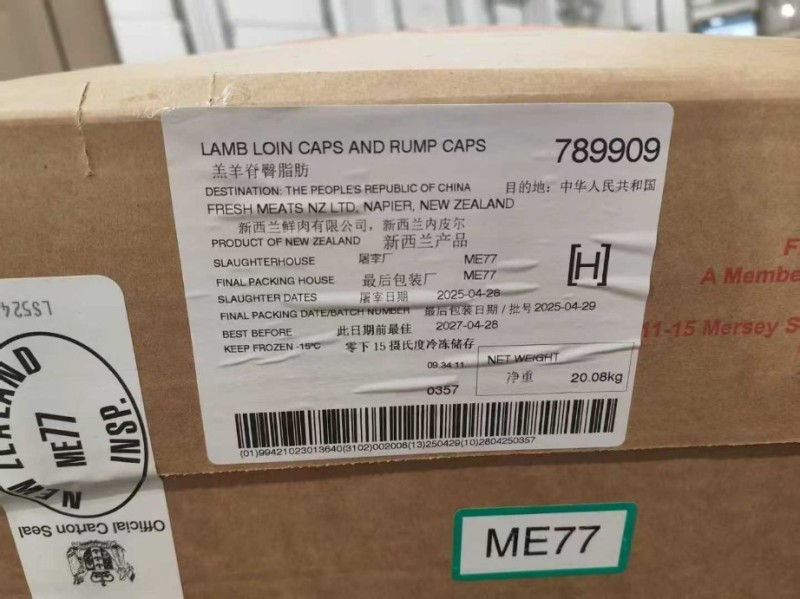 LAMB LOIN CAPS AND RUMP CAPS 789909
羔羊脊臀脂肪
DESTINATION: THE PEOPLES REPUBLIC OF CHINA 目的地：中华人民共和国
FRESH MEATS NZ LTD, NAPIER, NEW ZEALAND
新西兰鲜肉有限公司，新西兰内皮尔
PRODUCT OF NEW ZEALAND 新西兰产品
SLAUGHTERHOUSE 屠宰厂 ME77
[H]
FINAL PACKING HOUSE 最后包装厂 ME77
SLAUGHTER DATES 屠宰日期 2025-04-28
FINAL PACKING DATE/BATCH NUMBER 最后包装日期 / 批号 2025-04-29
BEST BEFORE 此日期前最佳 2027-04-28
KEEP FROZEN -15°C 零下 15 摄氏度冷冻储存
09:34:11
NET WEIGHT
净重 20.08kg
0357
(01)99421023013640(3102)002008(13)250429(10)2804250357
F
A Membe
11-15 Mersey S
LS524
NEW ZEALAND
ME77
INSP.
Official Carton Seal
ME77